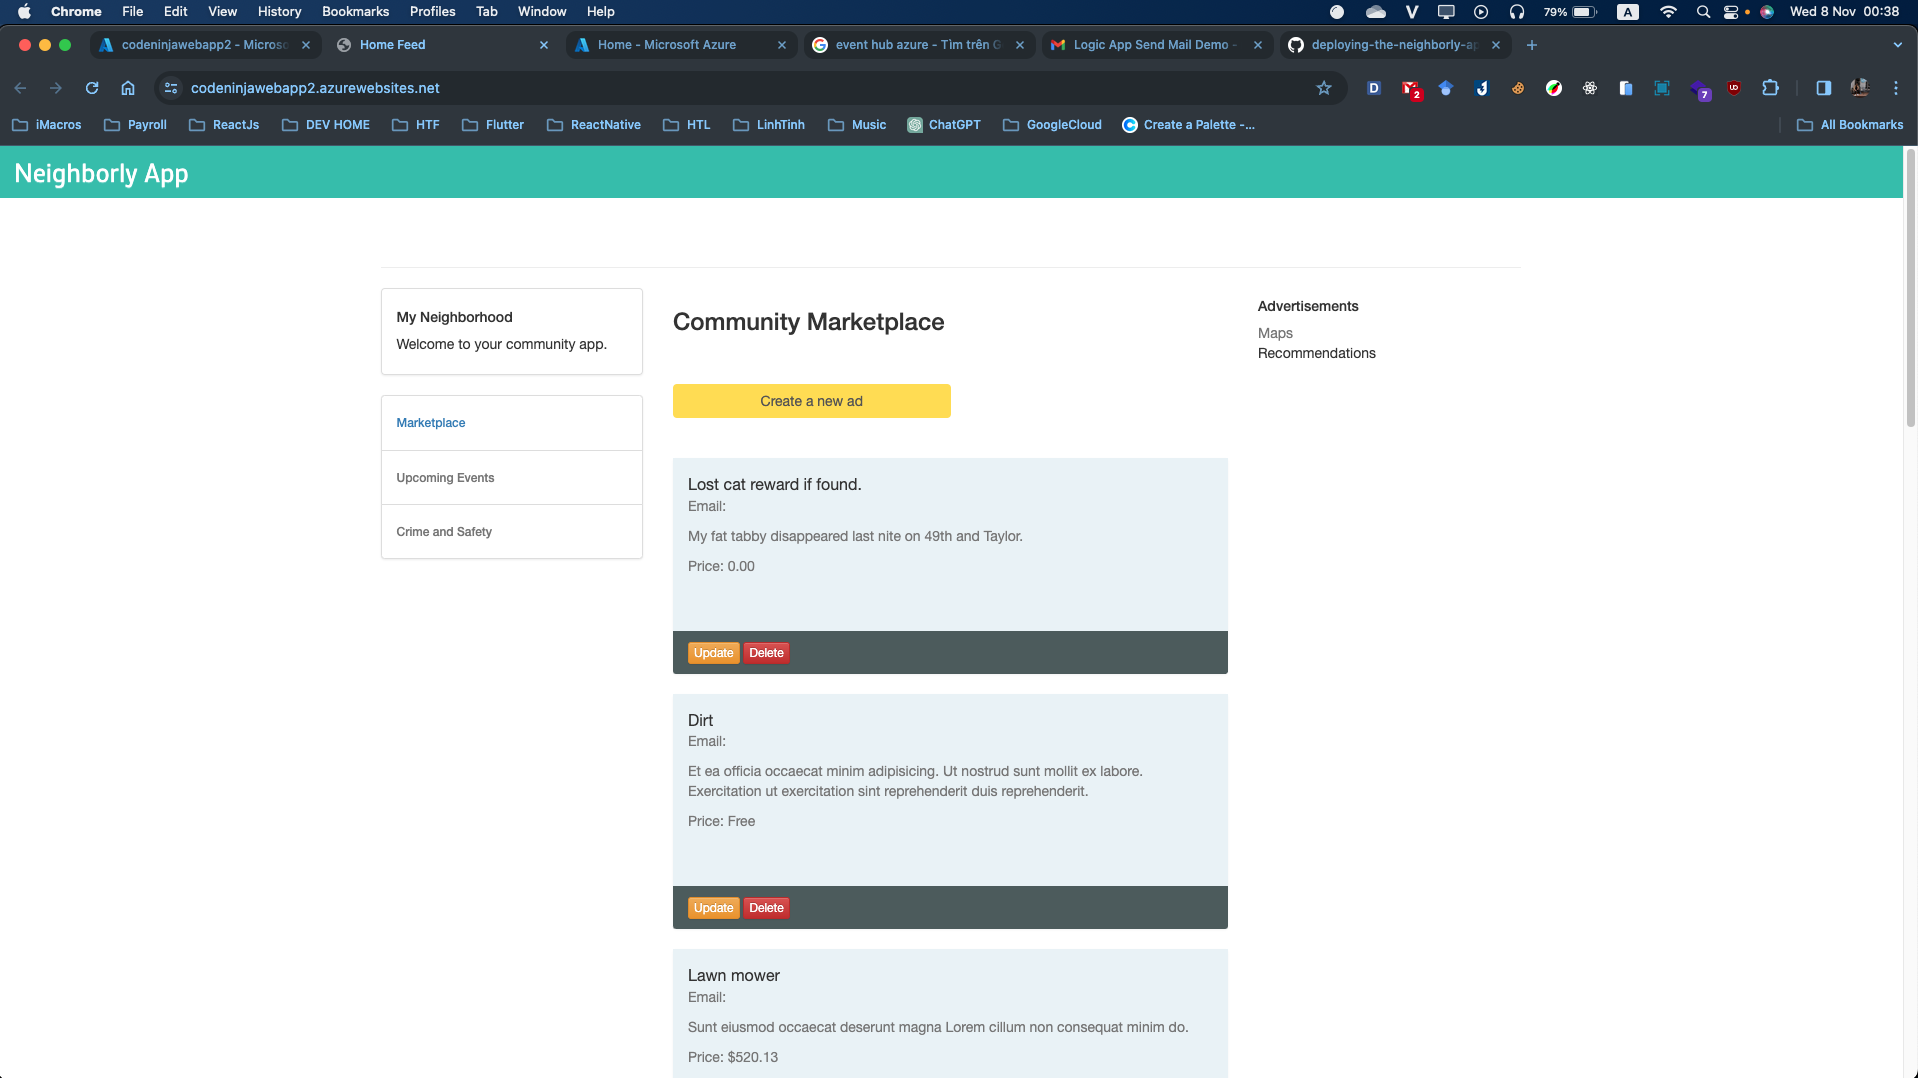 Chrome File Edit View History Bookmarks Profiles Tab Window Help 79% A Wed 8 Nov 00:38
codeninjawebapp2 - Micros Home Feed Home - Microsoft Azure event hub azure - Tìm trên G Logic App Send Mail Demo - deploying-the-neighborly-ap
codeninjawebapp2.azurewebsites.net
iMacros Payroll ReactJs DEV HOME HTF Flutter ReactNative HTL LinhTinh Music ChatGPT GoogleCloud Create a Palette -... All Bookmarks
Neighborly App
My Neighborhood
Welcome to your community app.
Marketplace
Upcoming Events
Crime and Safety
Community Marketplace
Create a new ad
Lost cat reward if found.
Email:
My fat tabby disappeared last nite on 49th and Taylor.
Price: 0.00
Update Delete
Dirt
Email:
Et ea officia occaecat minim adipisicing. Ut nostrud sunt mollit ex labore.
Exercitation ut exercitation sint reprehenderit duis reprehenderit.
Price: Free
Update Delete
Lawn mower
Email:
Sunt eiusmod occaecat deserunt magna Lorem cillum non consequat minim do.
Price: $520.13
Advertisements
Maps
Recommendations